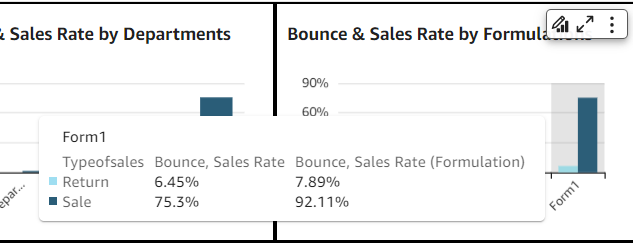 & Sales Rate by Departments
Bounce & Sales Rate by Formulations
90%
60%
Form1
Typeofsales Bounce, Sales Rate Bounce, Sales Rate (Formulation)
Return 6.45% 7.89%
Sale 75.3% 92.11%
epar...
Form1